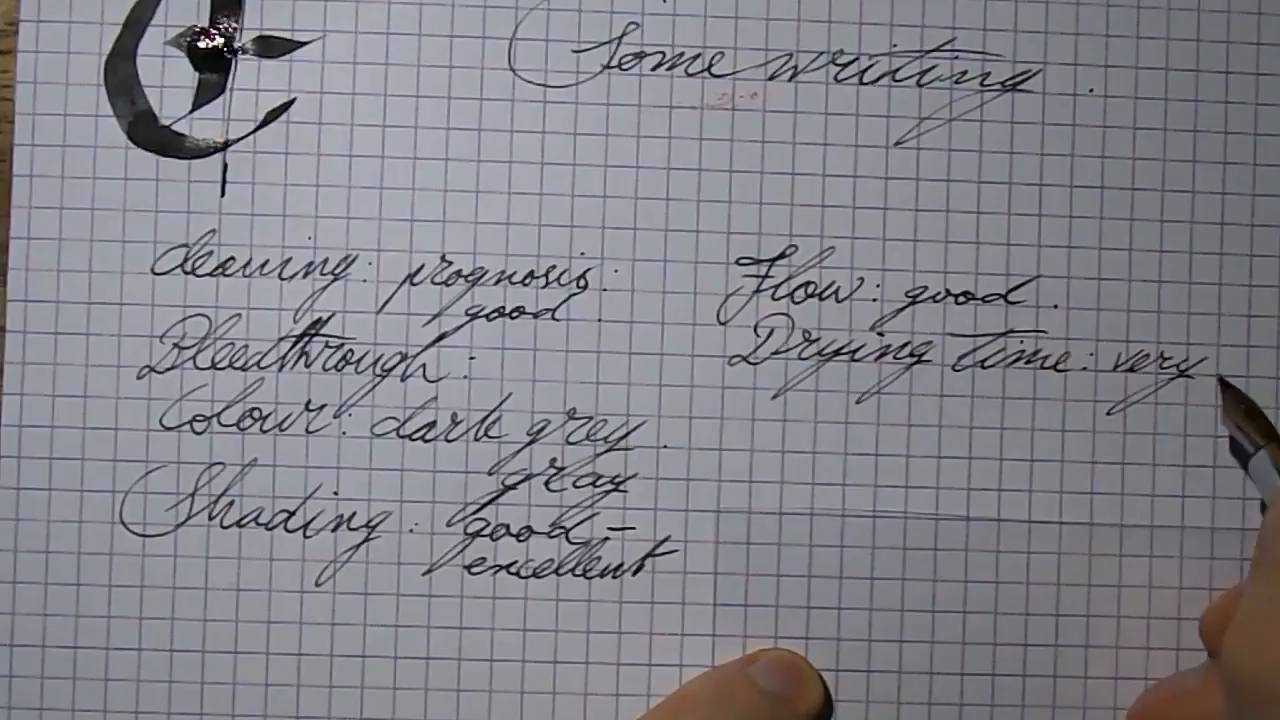 Some writing.
Cleaning: prognosis:
good.
Bleedthrough:
Colour: dark grey.
gray
Shading: good -
excellent
Flow: good.
Drying time: very